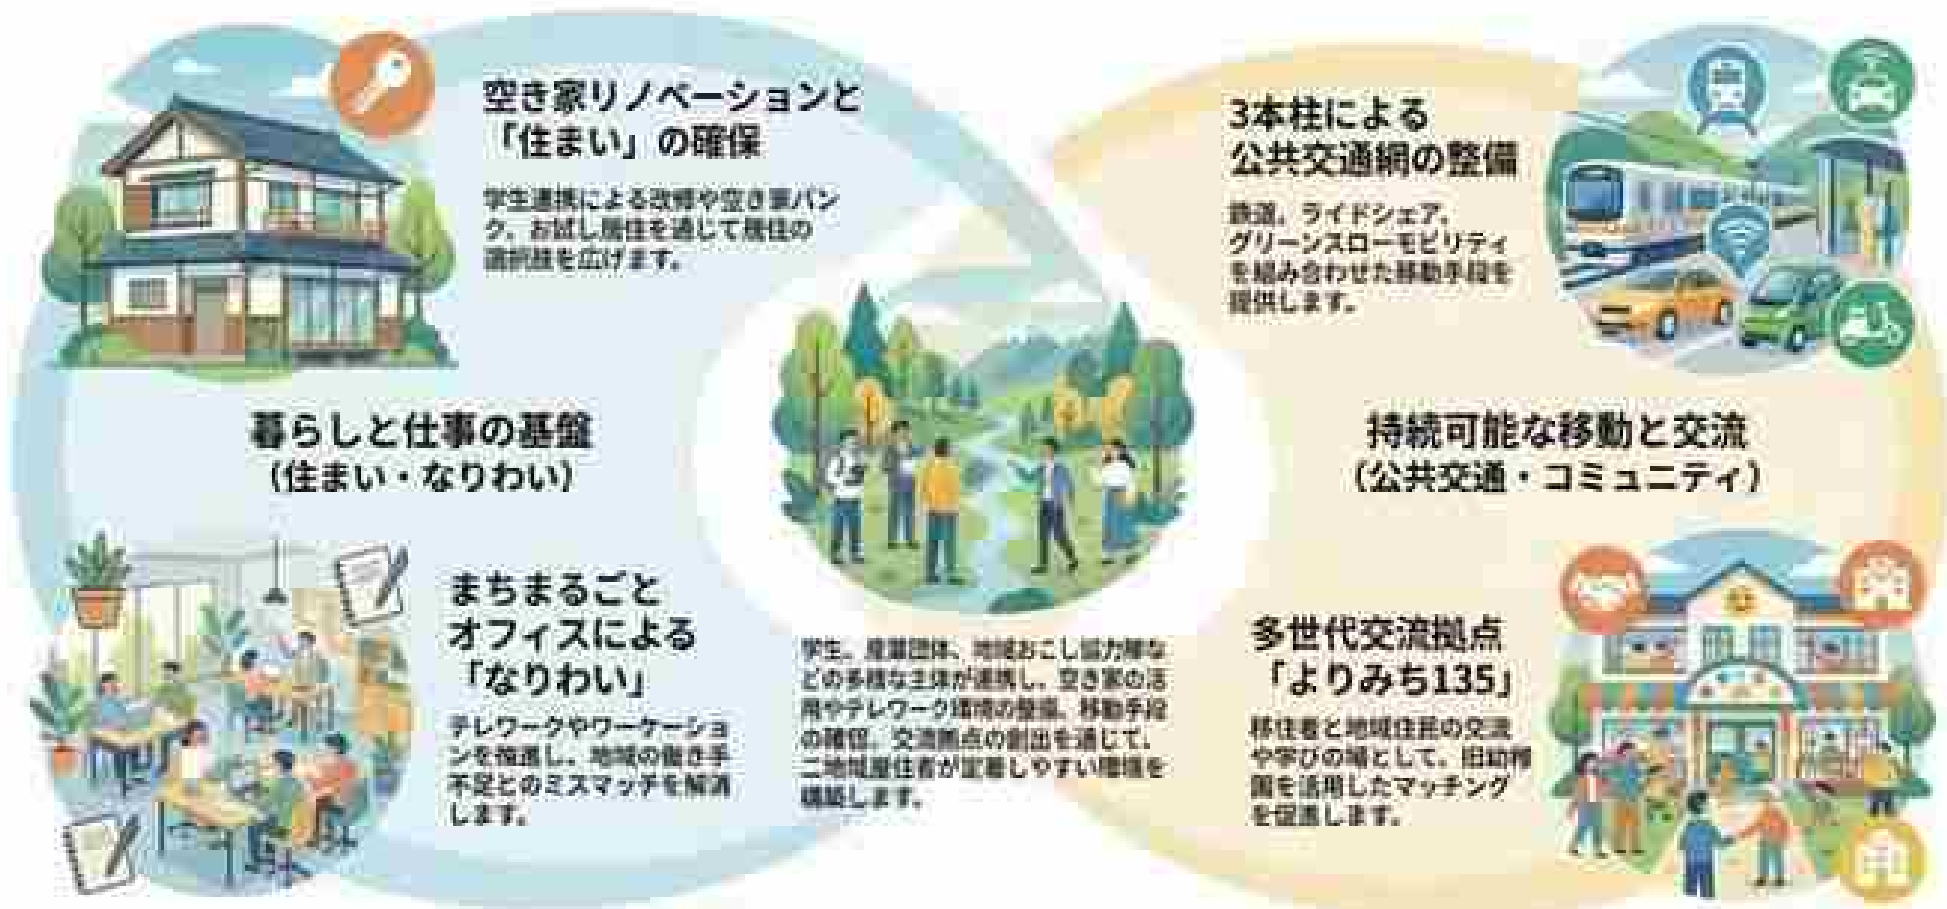 空き家リノベーションと
「住まい」の確保
学生連携による改修や空き家バン
ク、お試し居住を通じて居住の
選択肢を広げます。
暮らしと仕事の基盤
（住まい・なりわい）
まちまるごと
オフィスによる
「なりわい」
テレワークやワーケーショ
ンを推進し、地域の働き手
不足とのミスマッチを解消
します。
学生、産業団体、地域おこし協力隊な
どの多様な主体が連携し、空き家の活
用やテレワーク環境の整備、移動手段
の確保、交流拠点の創出を通じて、
二地域居住者が定着しやすい環境を
構築します。
3本柱による
公共交通網の整備
鉄道、ライドシェア、
グリーンスローモビリティ
を組み合わせた移動手段を
提供します。
持続可能な移動と交流
（公共交通・コミュニティ）
多世代交流拠点
「よりみち135」
移住者と地域住民の交流
や学びの場として、旧幼稚
園を活用したマッチング
を促進します。